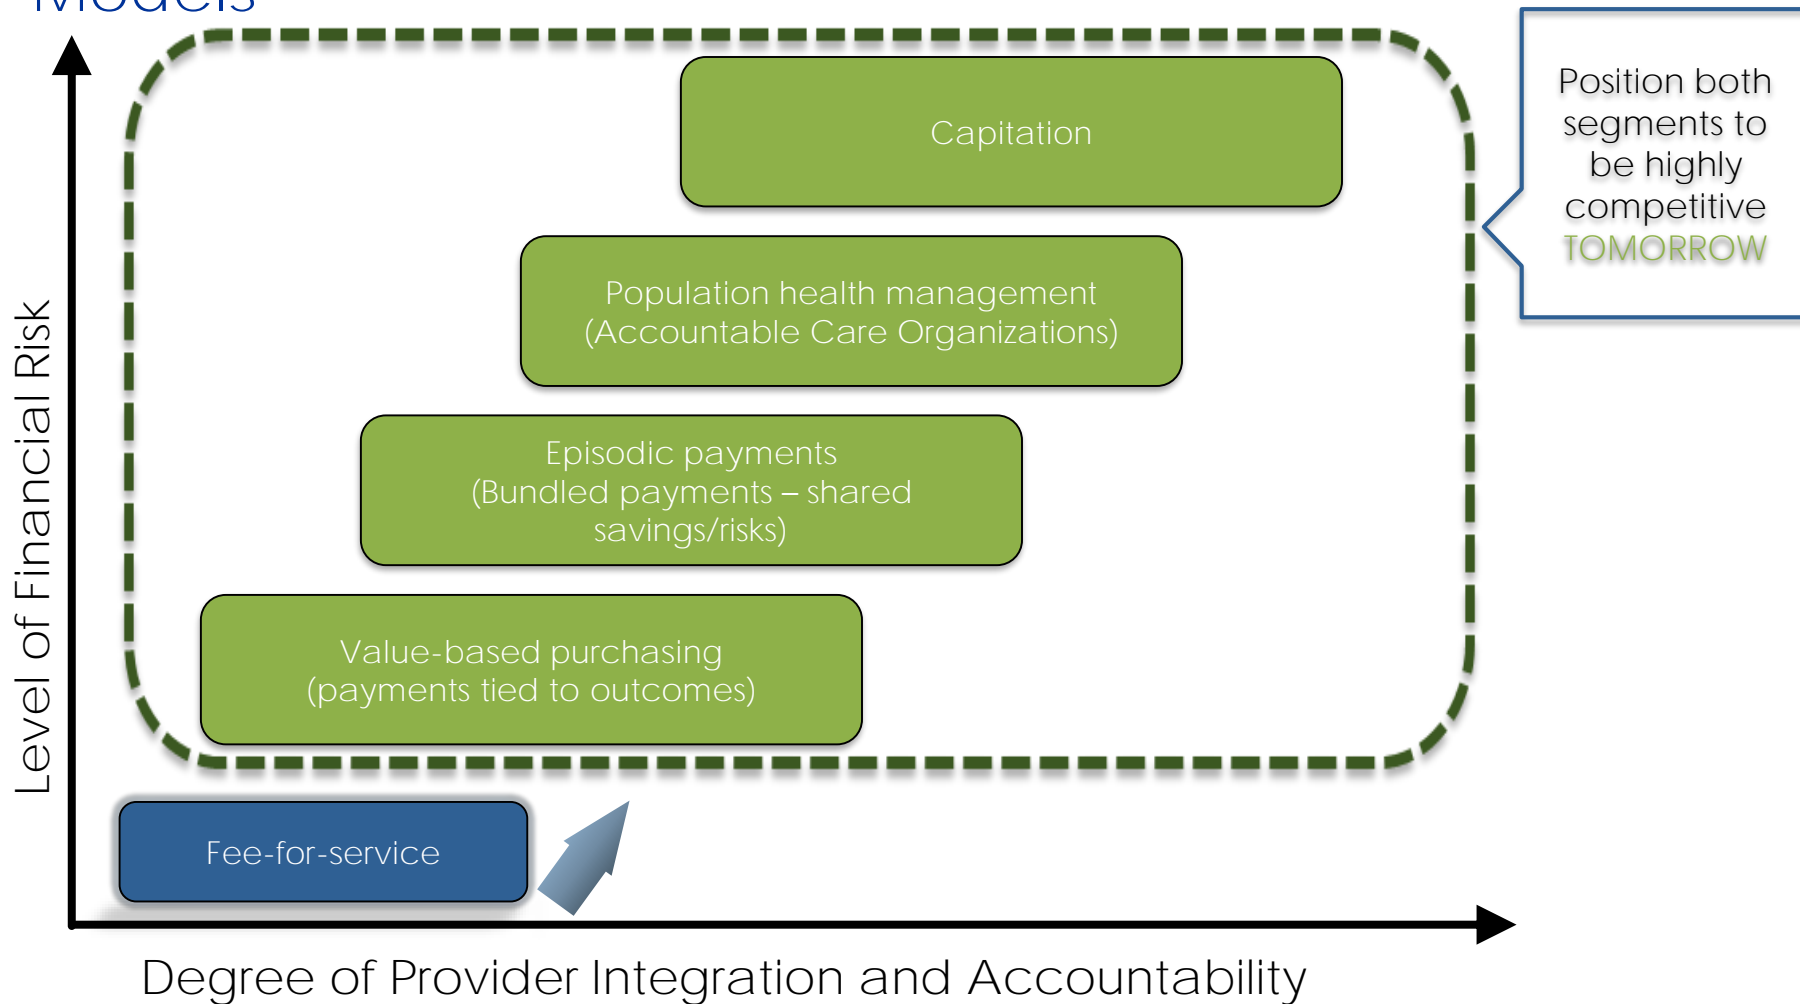 Models
Capitation
Position both
segments to
be highly
competitive
TOMORROW
Population health management
(Accountable Care Organizations)
Episodic payments
(Bundled payments – shared
savings/risks)
Value-based purchasing
(payments tied to outcomes)
Fee-for-service
Level of Financial Risk
Degree of Provider Integration and Accountability